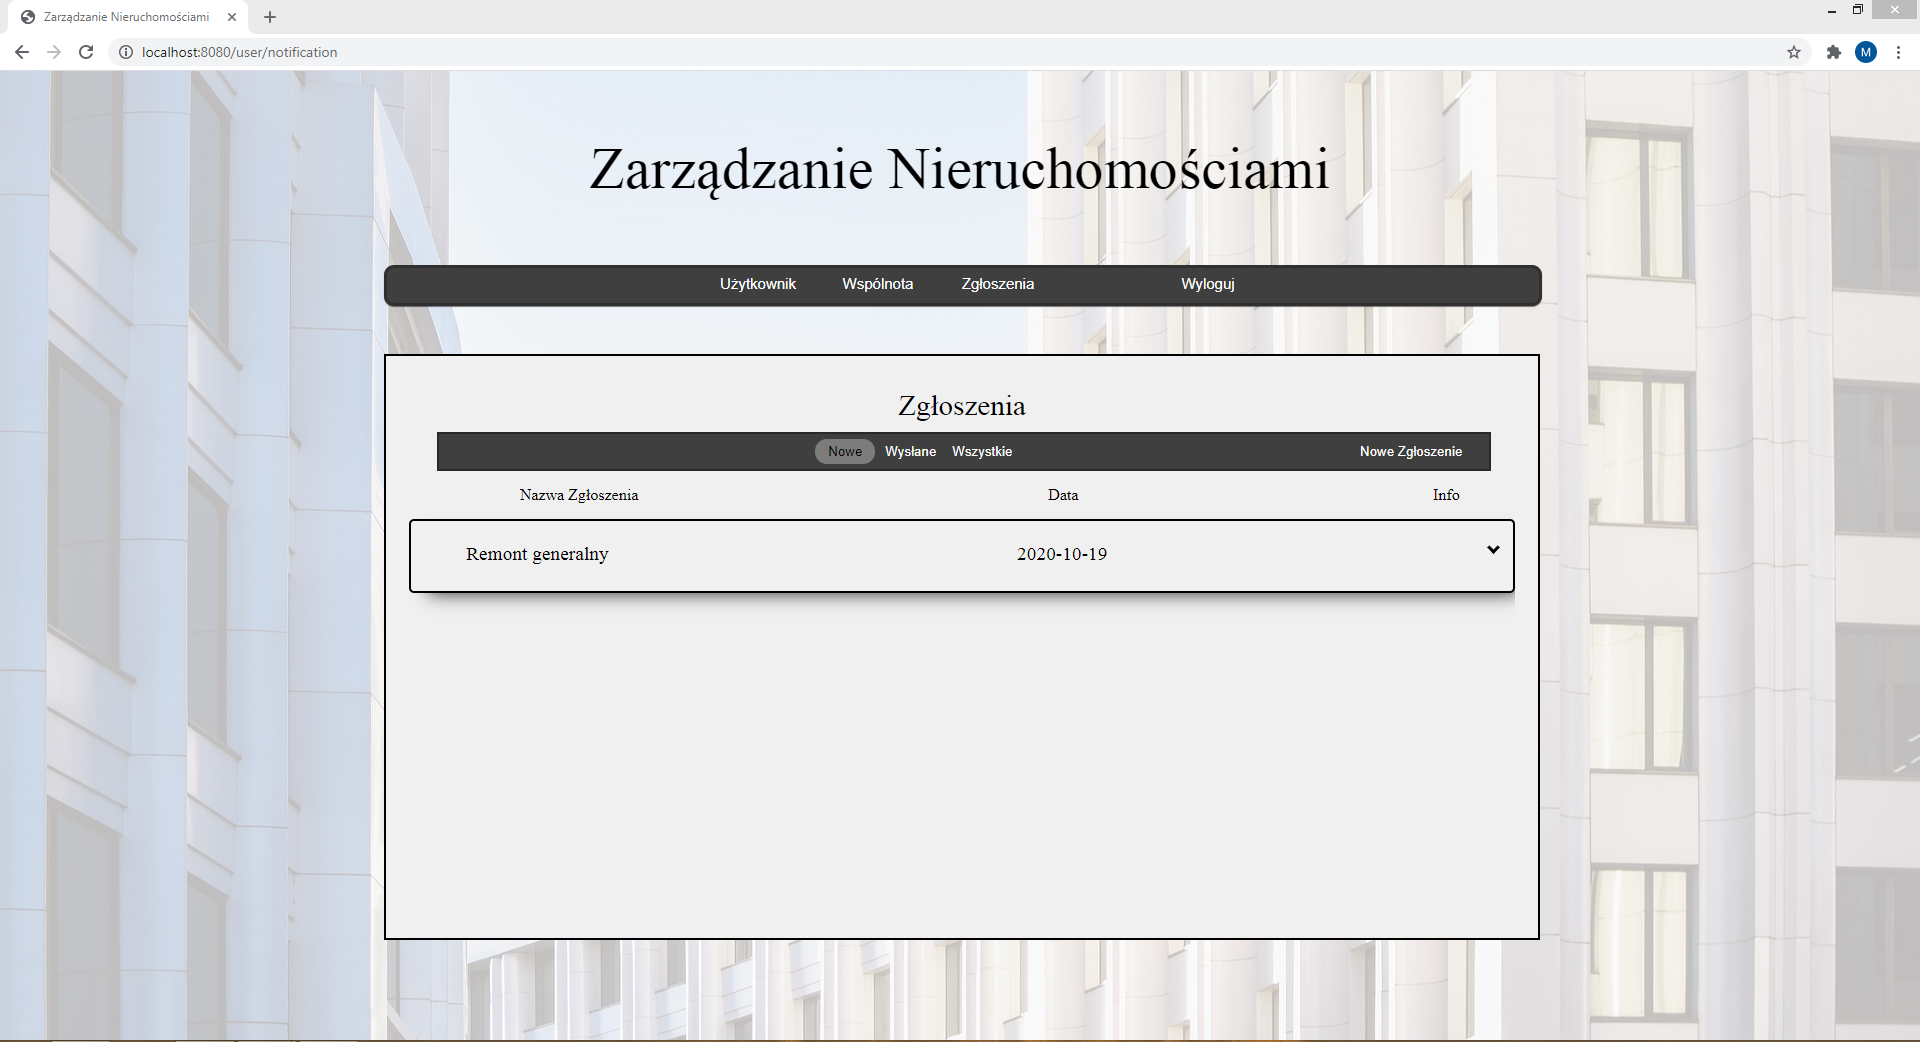 Zarządzanie Nieruchomościami
localhost:8080/user/notification
M
Zarządzanie Nieruchomościami
Użytkownik Wspólnota Zgłoszenia Wyloguj
Zgłoszenia
Nowe Wysłane Wszystkie Nowe Zgłoszenie
Nazwa Zgłoszenia Data Info
Remont generalny 2020-10-19